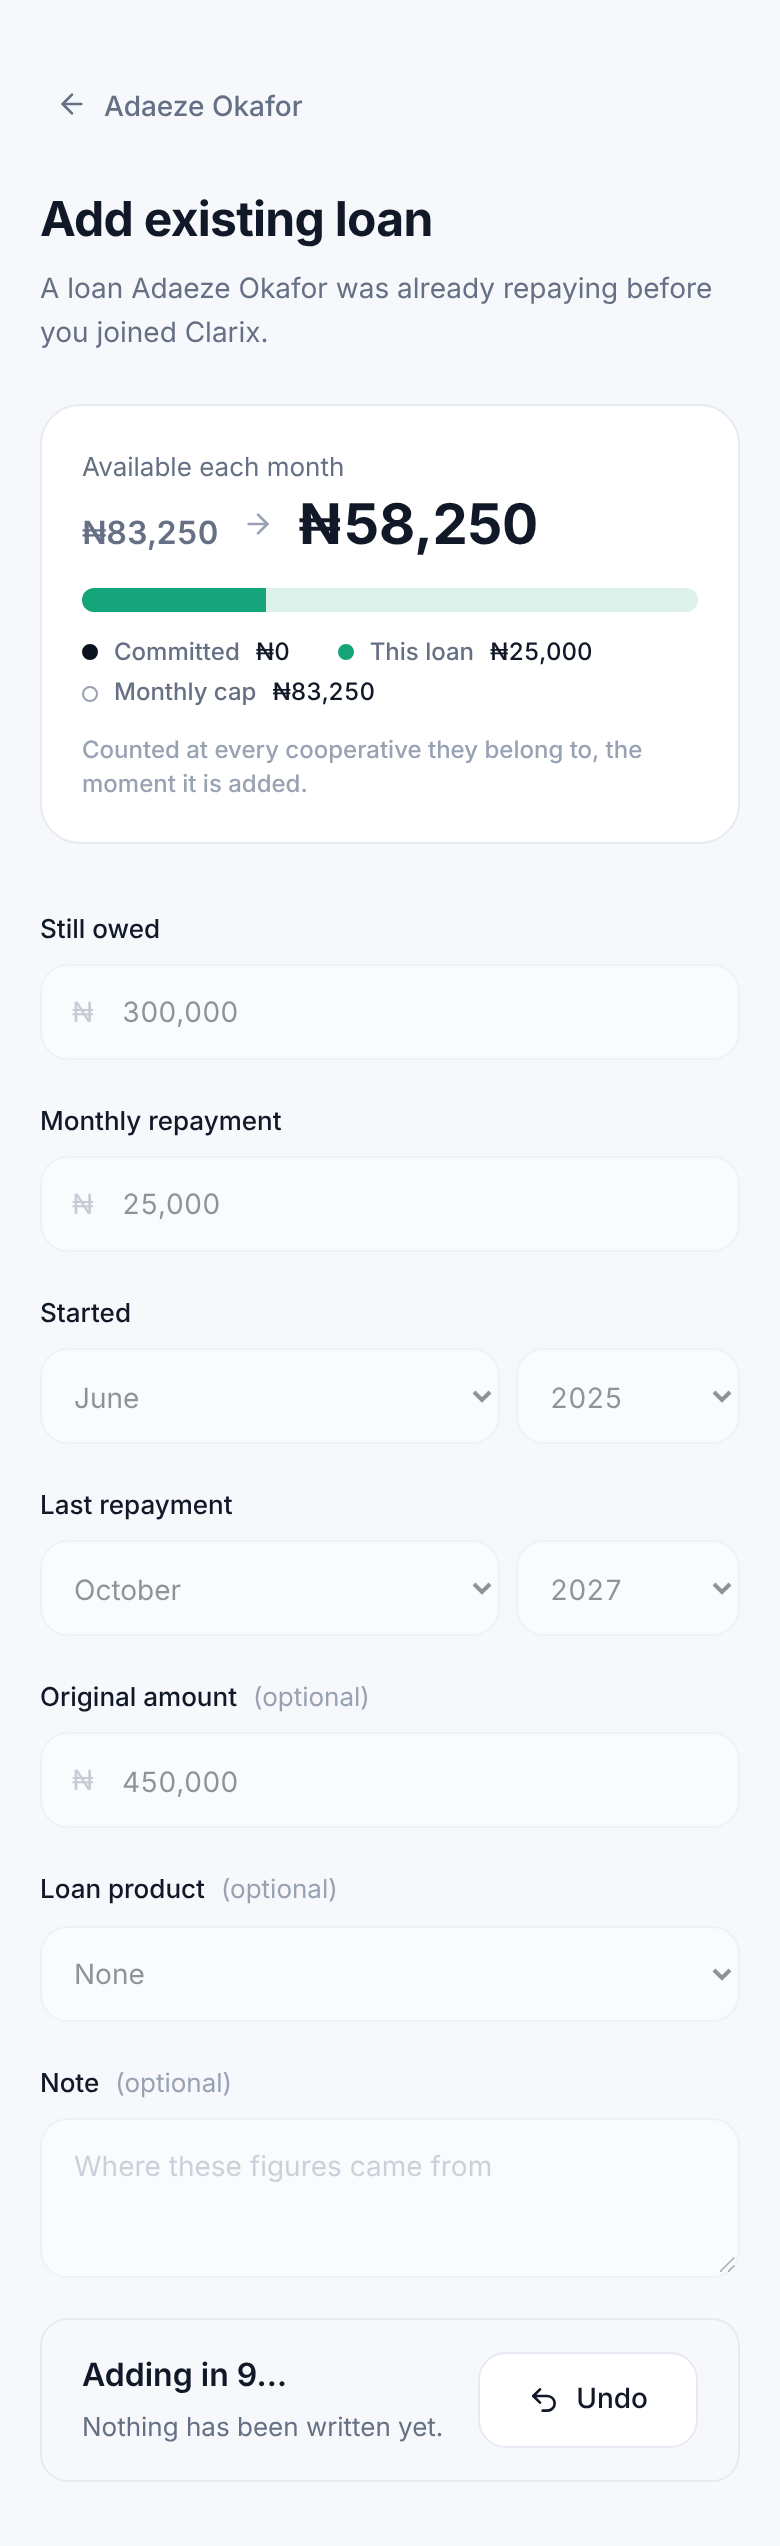 Adaeze Okafor
Add existing loan
A loan Adaeze Okafor was already repaying before
you joined Clarix.
Available each month
₦83,250 → ₦58,250
Committed ₦0 This loan ₦25,000
Monthly cap ₦83,250
Counted at every cooperative they belong to, the
moment it is added.
Still owed
₦ 300,000
Monthly repayment
₦ 25,000
Started
June 2025
Last repayment
October 2027
Original amount (optional)
₦ 450,000
Loan product (optional)
None
Note (optional)
Where these figures came from
Adding in 9...
Undo
Nothing has been written yet.